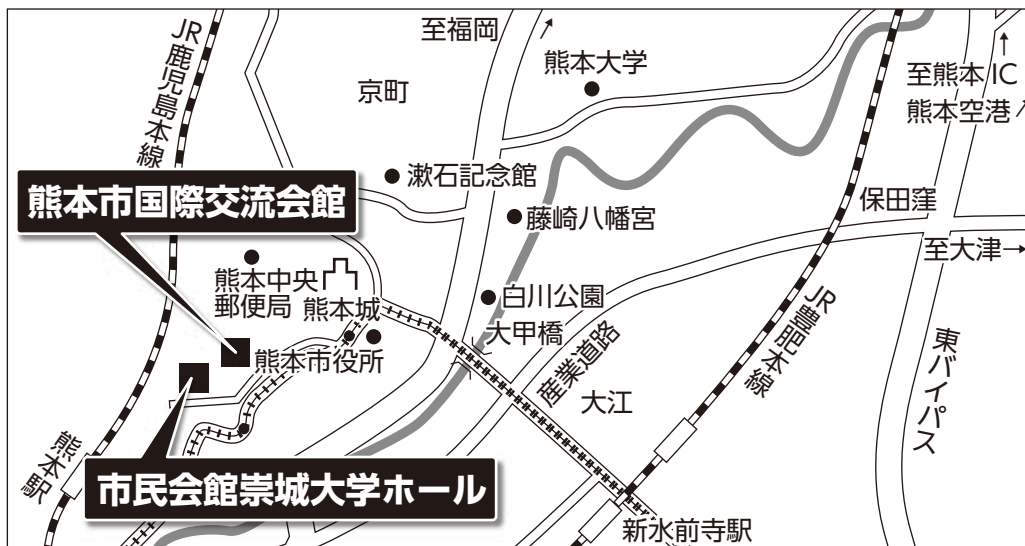 至福岡
JR鹿児島本線
熊本大学
京町
至熊本IC
熊本空港
漱石記念館
熊本市国際交流会館
保田窪
藤崎八幡宮
至大津→
熊本中央
郵便局
熊本城
白川公園
大甲橋
JR豊肥本線
産業道路
熊本市役所
東バイパス
大江
熊本駅
市民会館崇城大学ホール
新水前寺駅